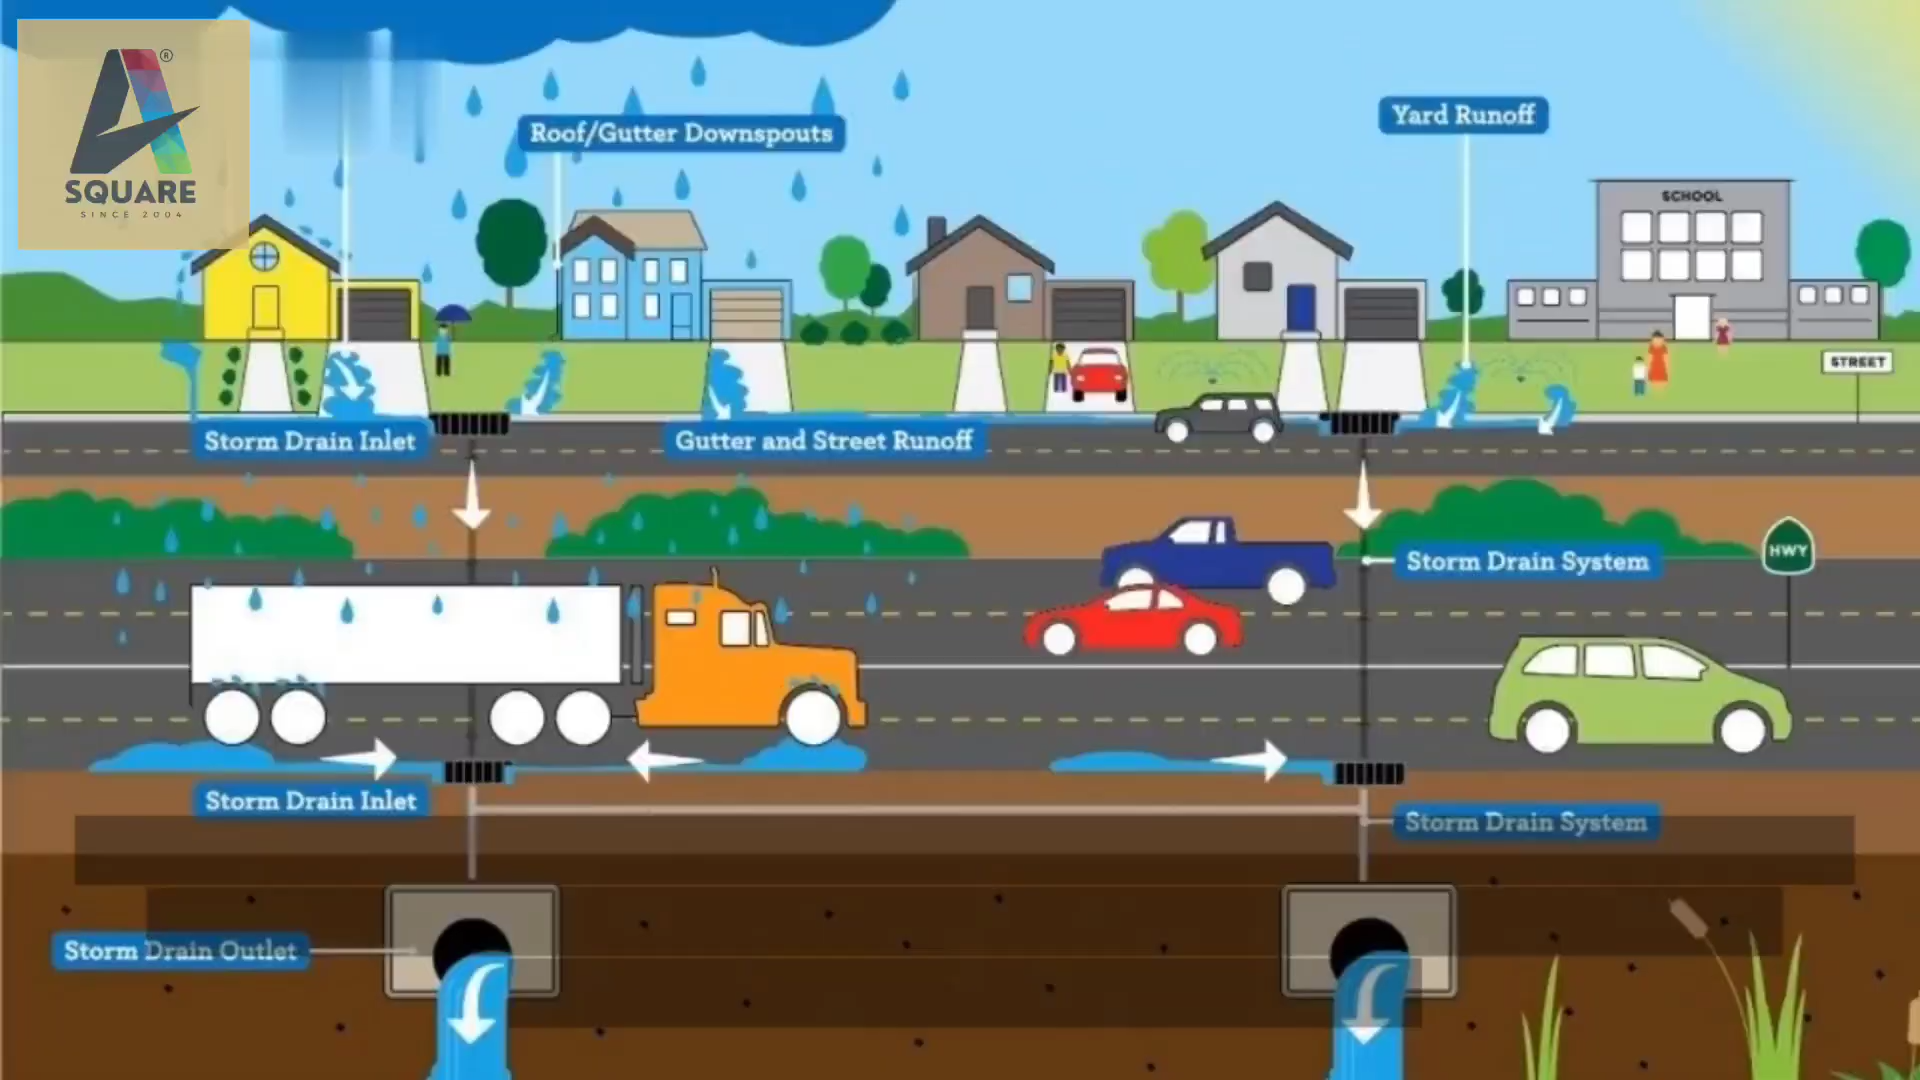 A®
SQUARE
SINCE 2004
Roof/Gutter Downspouts
Yard Runoff
SCHOOL
STREET
Storm Drain Inlet
Gutter and Street Runoff
Storm Drain System
HWY
Storm Drain Inlet
Storm Drain System
Storm Drain Outlet